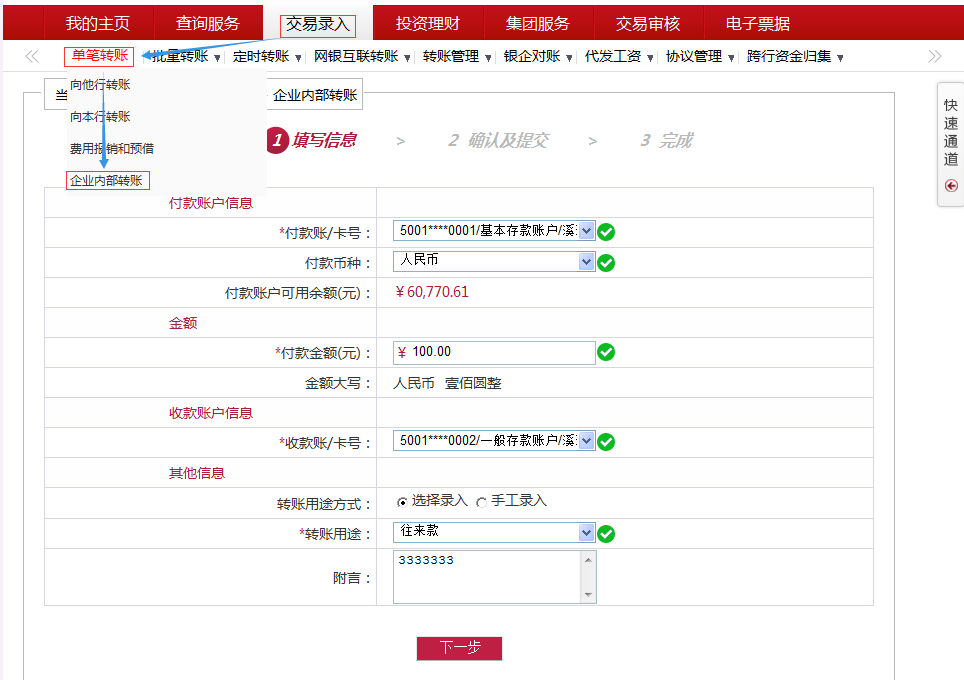 我的主页 查询服务 交易录入 投资理财 集团服务 交易审核 电子票据
单笔转账 批量转账 定时转账 网银互联转账 转账管理 银企对账 代发工资 协议管理 跨行资金归集
向他行转账
当 企业内部转账
向本行转账
费用报销和预借
企业内部转账
快速通道
1 填写信息 > 2 确认及提交 > 3 完成
付款账户信息
*付款账/卡号： 5001****0001/基本存款账户/溪
付款币种： 人民币
付款账户可用余额(元)： ￥60,770.61
金额
*付款金额(元)： ￥ 100.00
金额大写： 人民币 壹佰圆整
收款账户信息
*收款账/卡号： 5001****0002/一般存款账户/溪
其他信息
转账用途方式： 选择录入 手工录入
*转账用途： 往来款
附言： 3333333
下一步